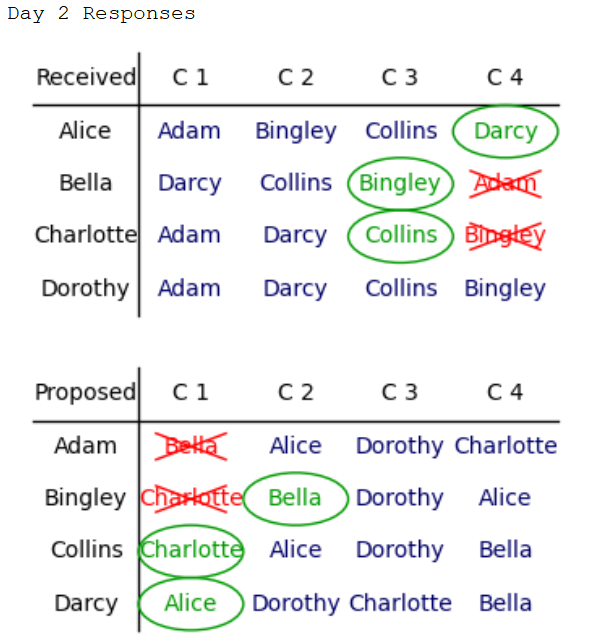 Day 2 Responses
Received C 1 C 2 C 3 C 4
Alice Adam Bingley Collins Darcy
Bella Darcy Collins Bingley Adam
Charlotte Adam Darcy Collins Bingley
Dorothy Adam Darcy Collins Bingley
Proposed C 1 C 2 C 3 C 4
Adam Bella Alice Dorothy Charlotte
Bingley Charlotte Bella Dorothy Alice
Collins Charlotte Alice Dorothy Bella
Darcy Alice Dorothy Charlotte Bella